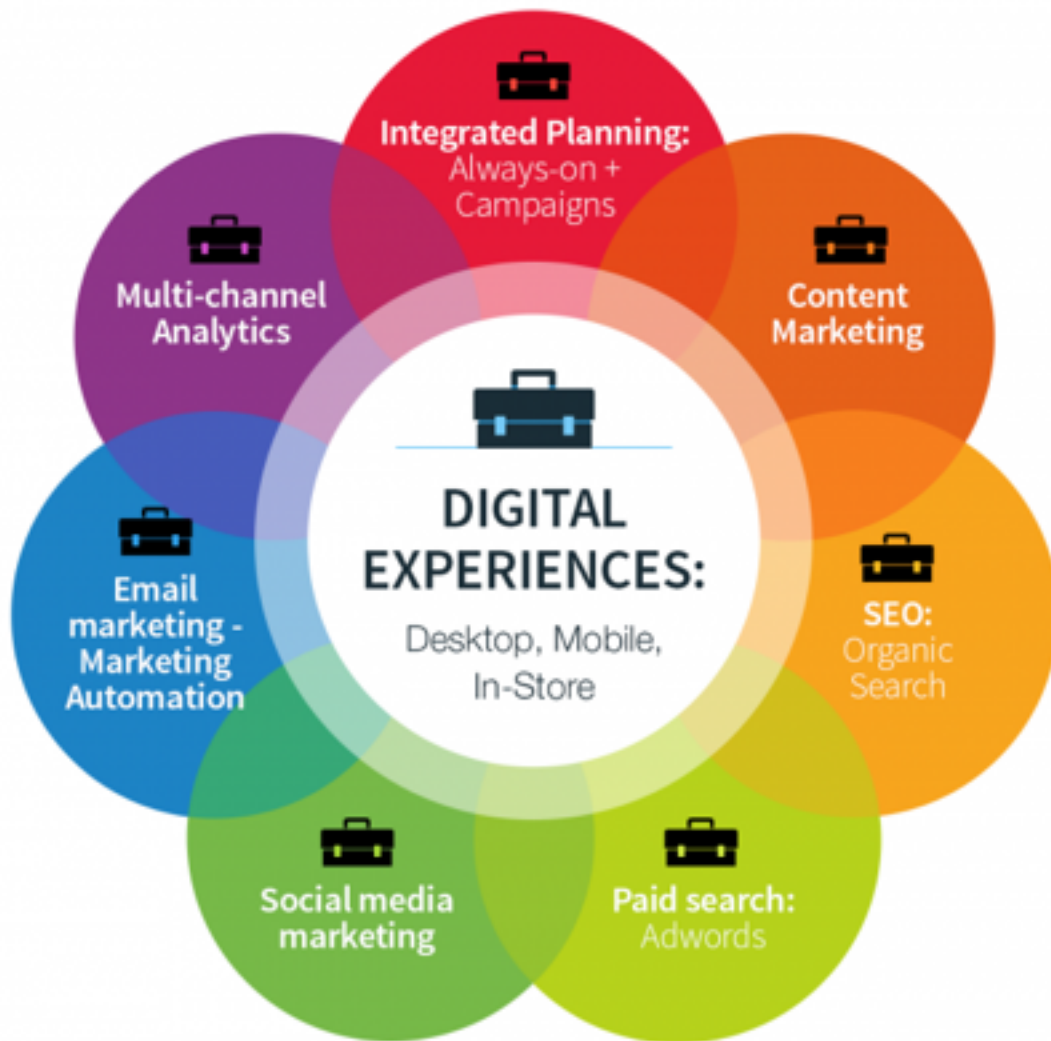 Integrated Planning:
Always-on +
Campaigns
Content
Marketing
SEO:
Organic
Search
Paid search:
Adwords
Social media
marketing
Email
marketing -
Marketing
Automation
Multi-channel
Analytics
DIGITAL
EXPERIENCES:
Desktop, Mobile,
In-Store